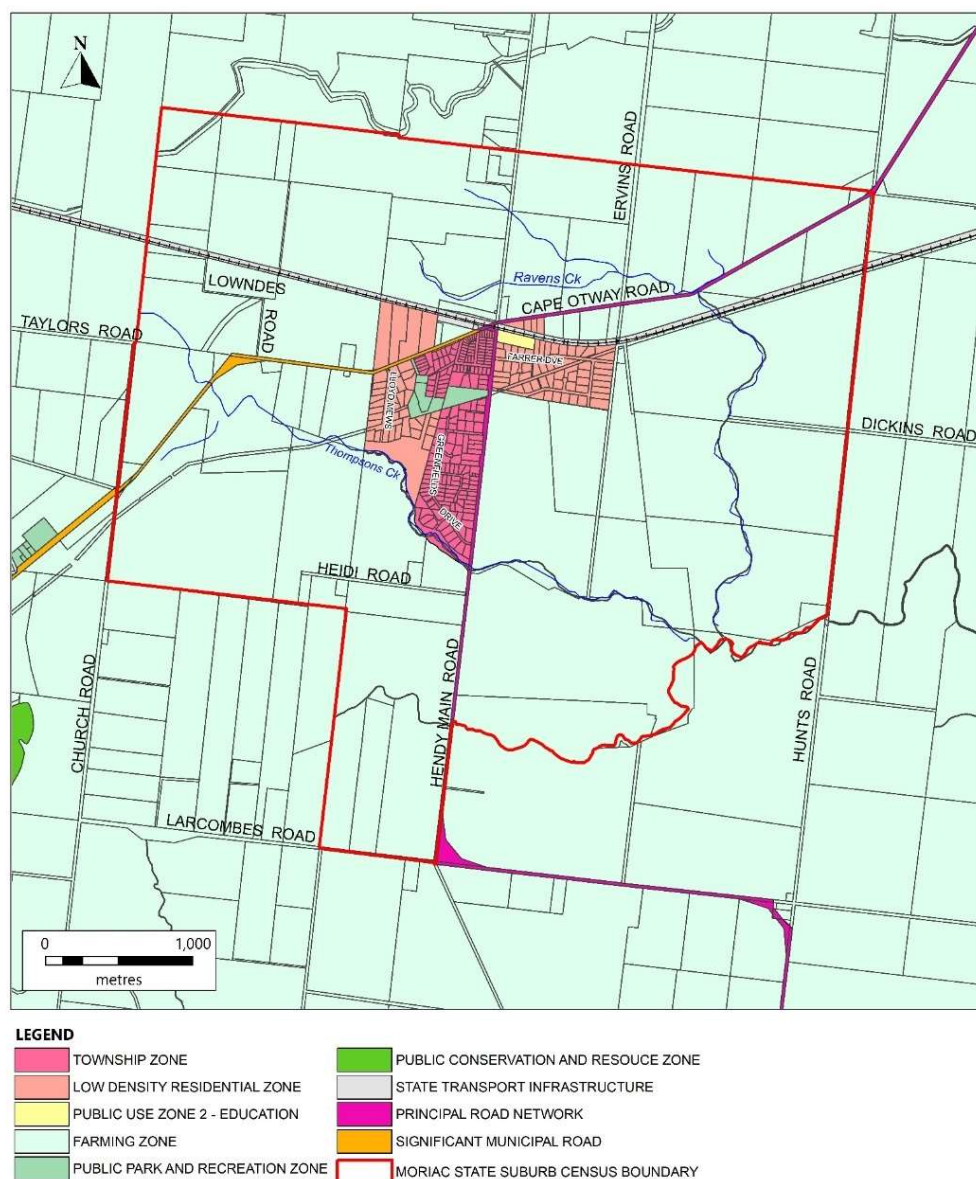 N
ERVINS ROAD
Ravens Ck
CAPE OTWAY ROAD
LOWNDES
ROAD
TAYLORS ROAD
FARRER DVE
LLOYD MEWS
DICKINS ROAD
GREENFIELDS
DRIVE
Thompsons Ck
HEIDI ROAD
CHURCH ROAD
HENDY MAIN ROAD
HUNTS ROAD
LARCOMBES ROAD
0 1,000
metres
LEGEND
TOWNSHIP ZONE
LOW DENSITY RESIDENTIAL ZONE
PUBLIC USE ZONE 2 - EDUCATION
FARMING ZONE
PUBLIC PARK AND RECREATION ZONE
PUBLIC CONSERVATION AND RESOUCE ZONE
STATE TRANSPORT INFRASTRUCTURE
PRINCIPAL ROAD NETWORK
SIGNIFICANT MUNICIPAL ROAD
MORIAC STATE SUBURB CENSUS BOUNDARY